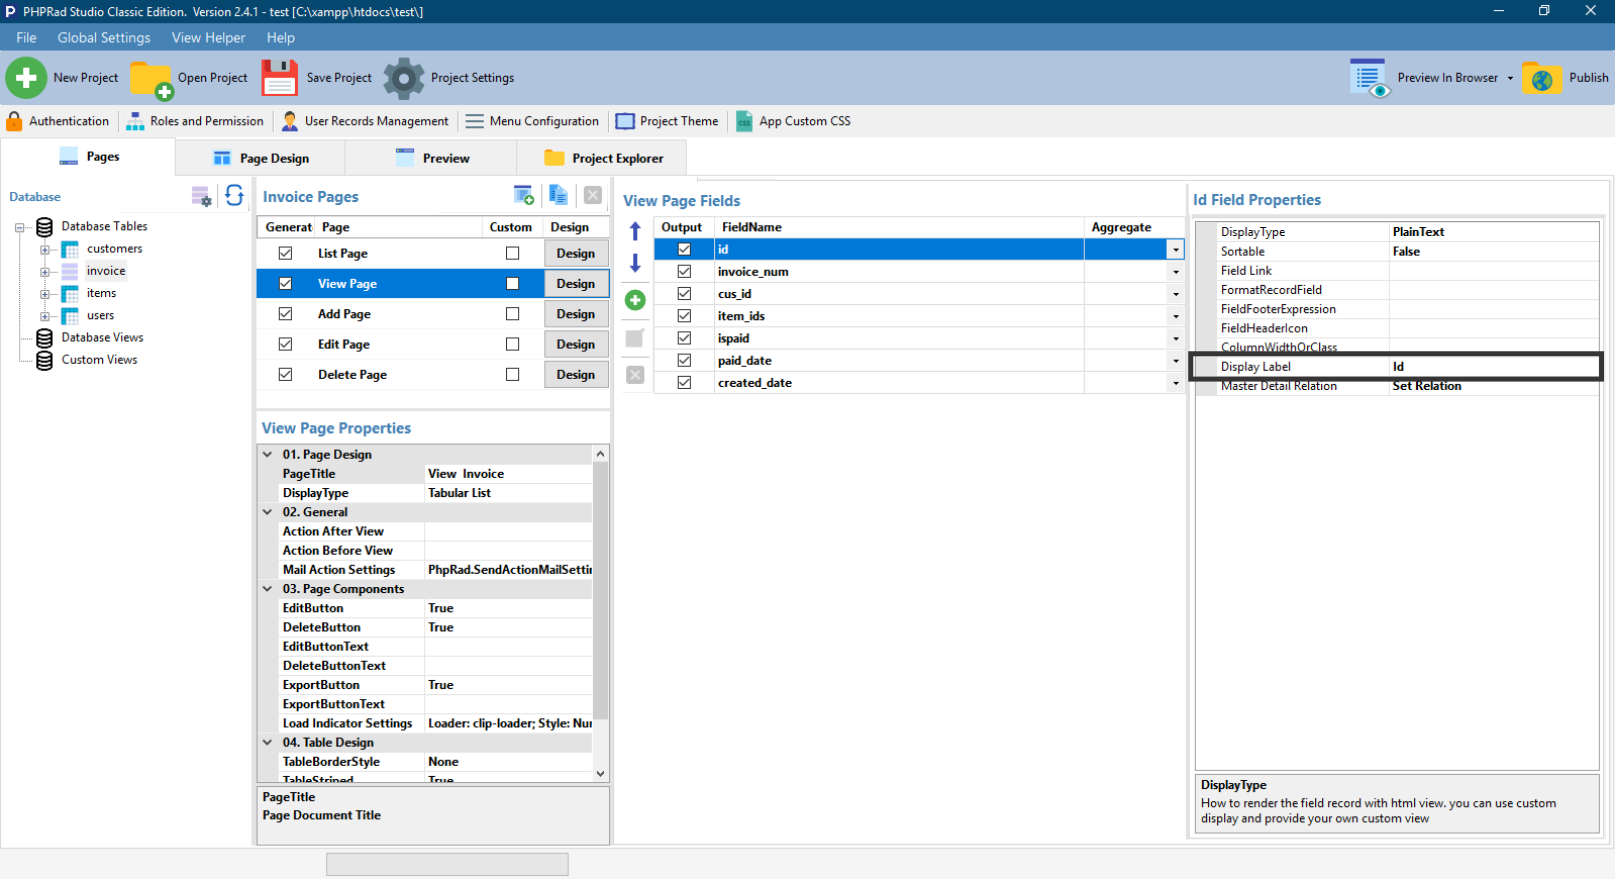 PHPRad Studio Classic Edition. Version 2.4.1 - test [C:\xampp\htdocs\test\]
File Global Settings View Helper Help
New Project Open Project Save Project Project Settings Preview In Browser Publish
Authentication Roles and Permission User Records Management Menu Configuration Project Theme App Custom CSS
Pages Page Design Preview Project Explorer
Database
Database Tables
customers
invoice
items
users
Database Views
Custom Views
Invoice Pages
Generat Page Custom Design
List Page Design
View Page Design
Add Page Design
Edit Page Design
Delete Page Design
View Page Properties
01. Page Design
PageTitle View Invoice
DisplayType Tabular List
02. General
Action After View
Action Before View
Mail Action Settings PhpRad.SendActionMailSettin
03. Page Components
EditButton True
DeleteButton True
EditButtonText
DeleteButtonText
ExportButton True
ExportButtonText
Load Indicator Settings Loader: clip-loader; Style: Nu
04. Table Design
TableBorderStyle None
TableStriped True
PageTitle
Page Document Title
View Page Fields
Output FieldName Aggregate
id
invoice_num
cus_id
item_ids
ispaid
paid_date
created_date
Id Field Properties
DisplayType PlainText
Sortable False
Field Link
FormatRecordField
FieldFooterExpression
FieldHeaderIcon
ColumnWidthOrClass
Display Label Id
Master Detail Relation Set Relation
DisplayType
How to render the field record with html view. you can use custom
display and provide your own custom view